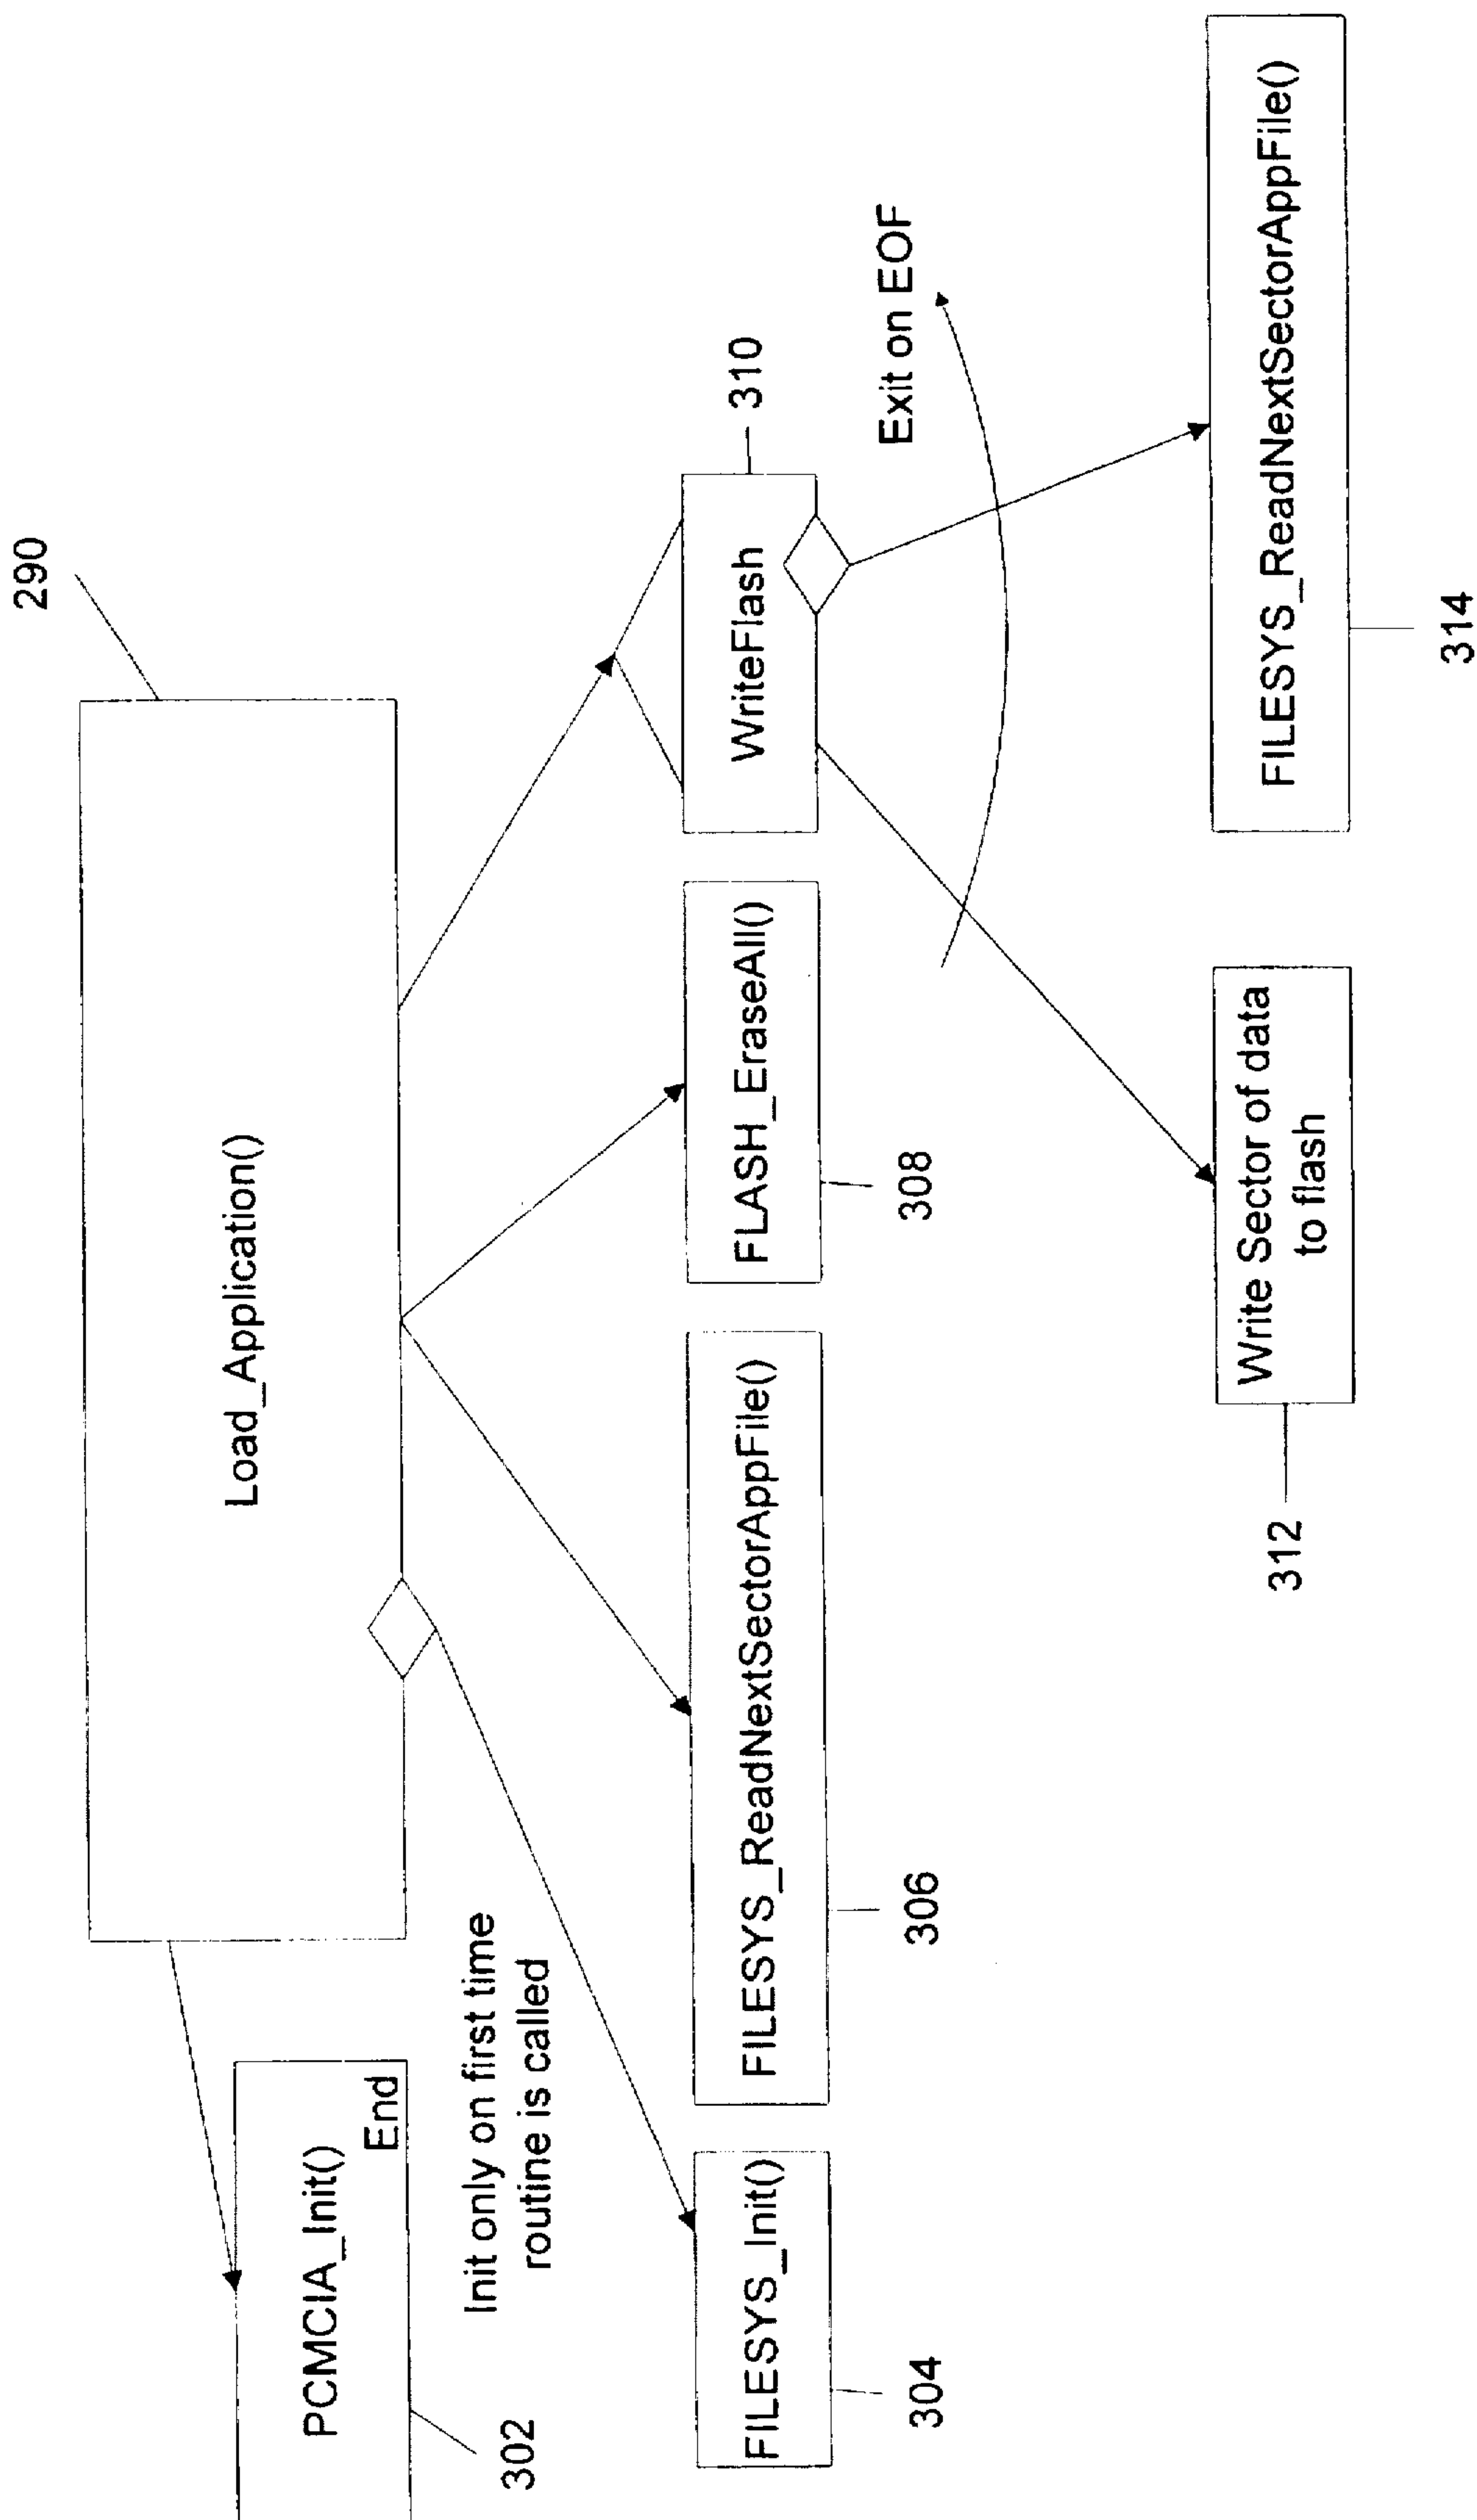 290
Load_Application()
PCMCIA_Init()
End
302
Init only on first time
routine is called
FILESYS_Init()
304
FILESYS_ReadNextSectorAppFile()
306
FLASH_EraseAll()
308
WriteFlash
310
Exit on EOF
Write Sector of data
to flash
312
FILESYS_ReadNextSectorAppFile()
314